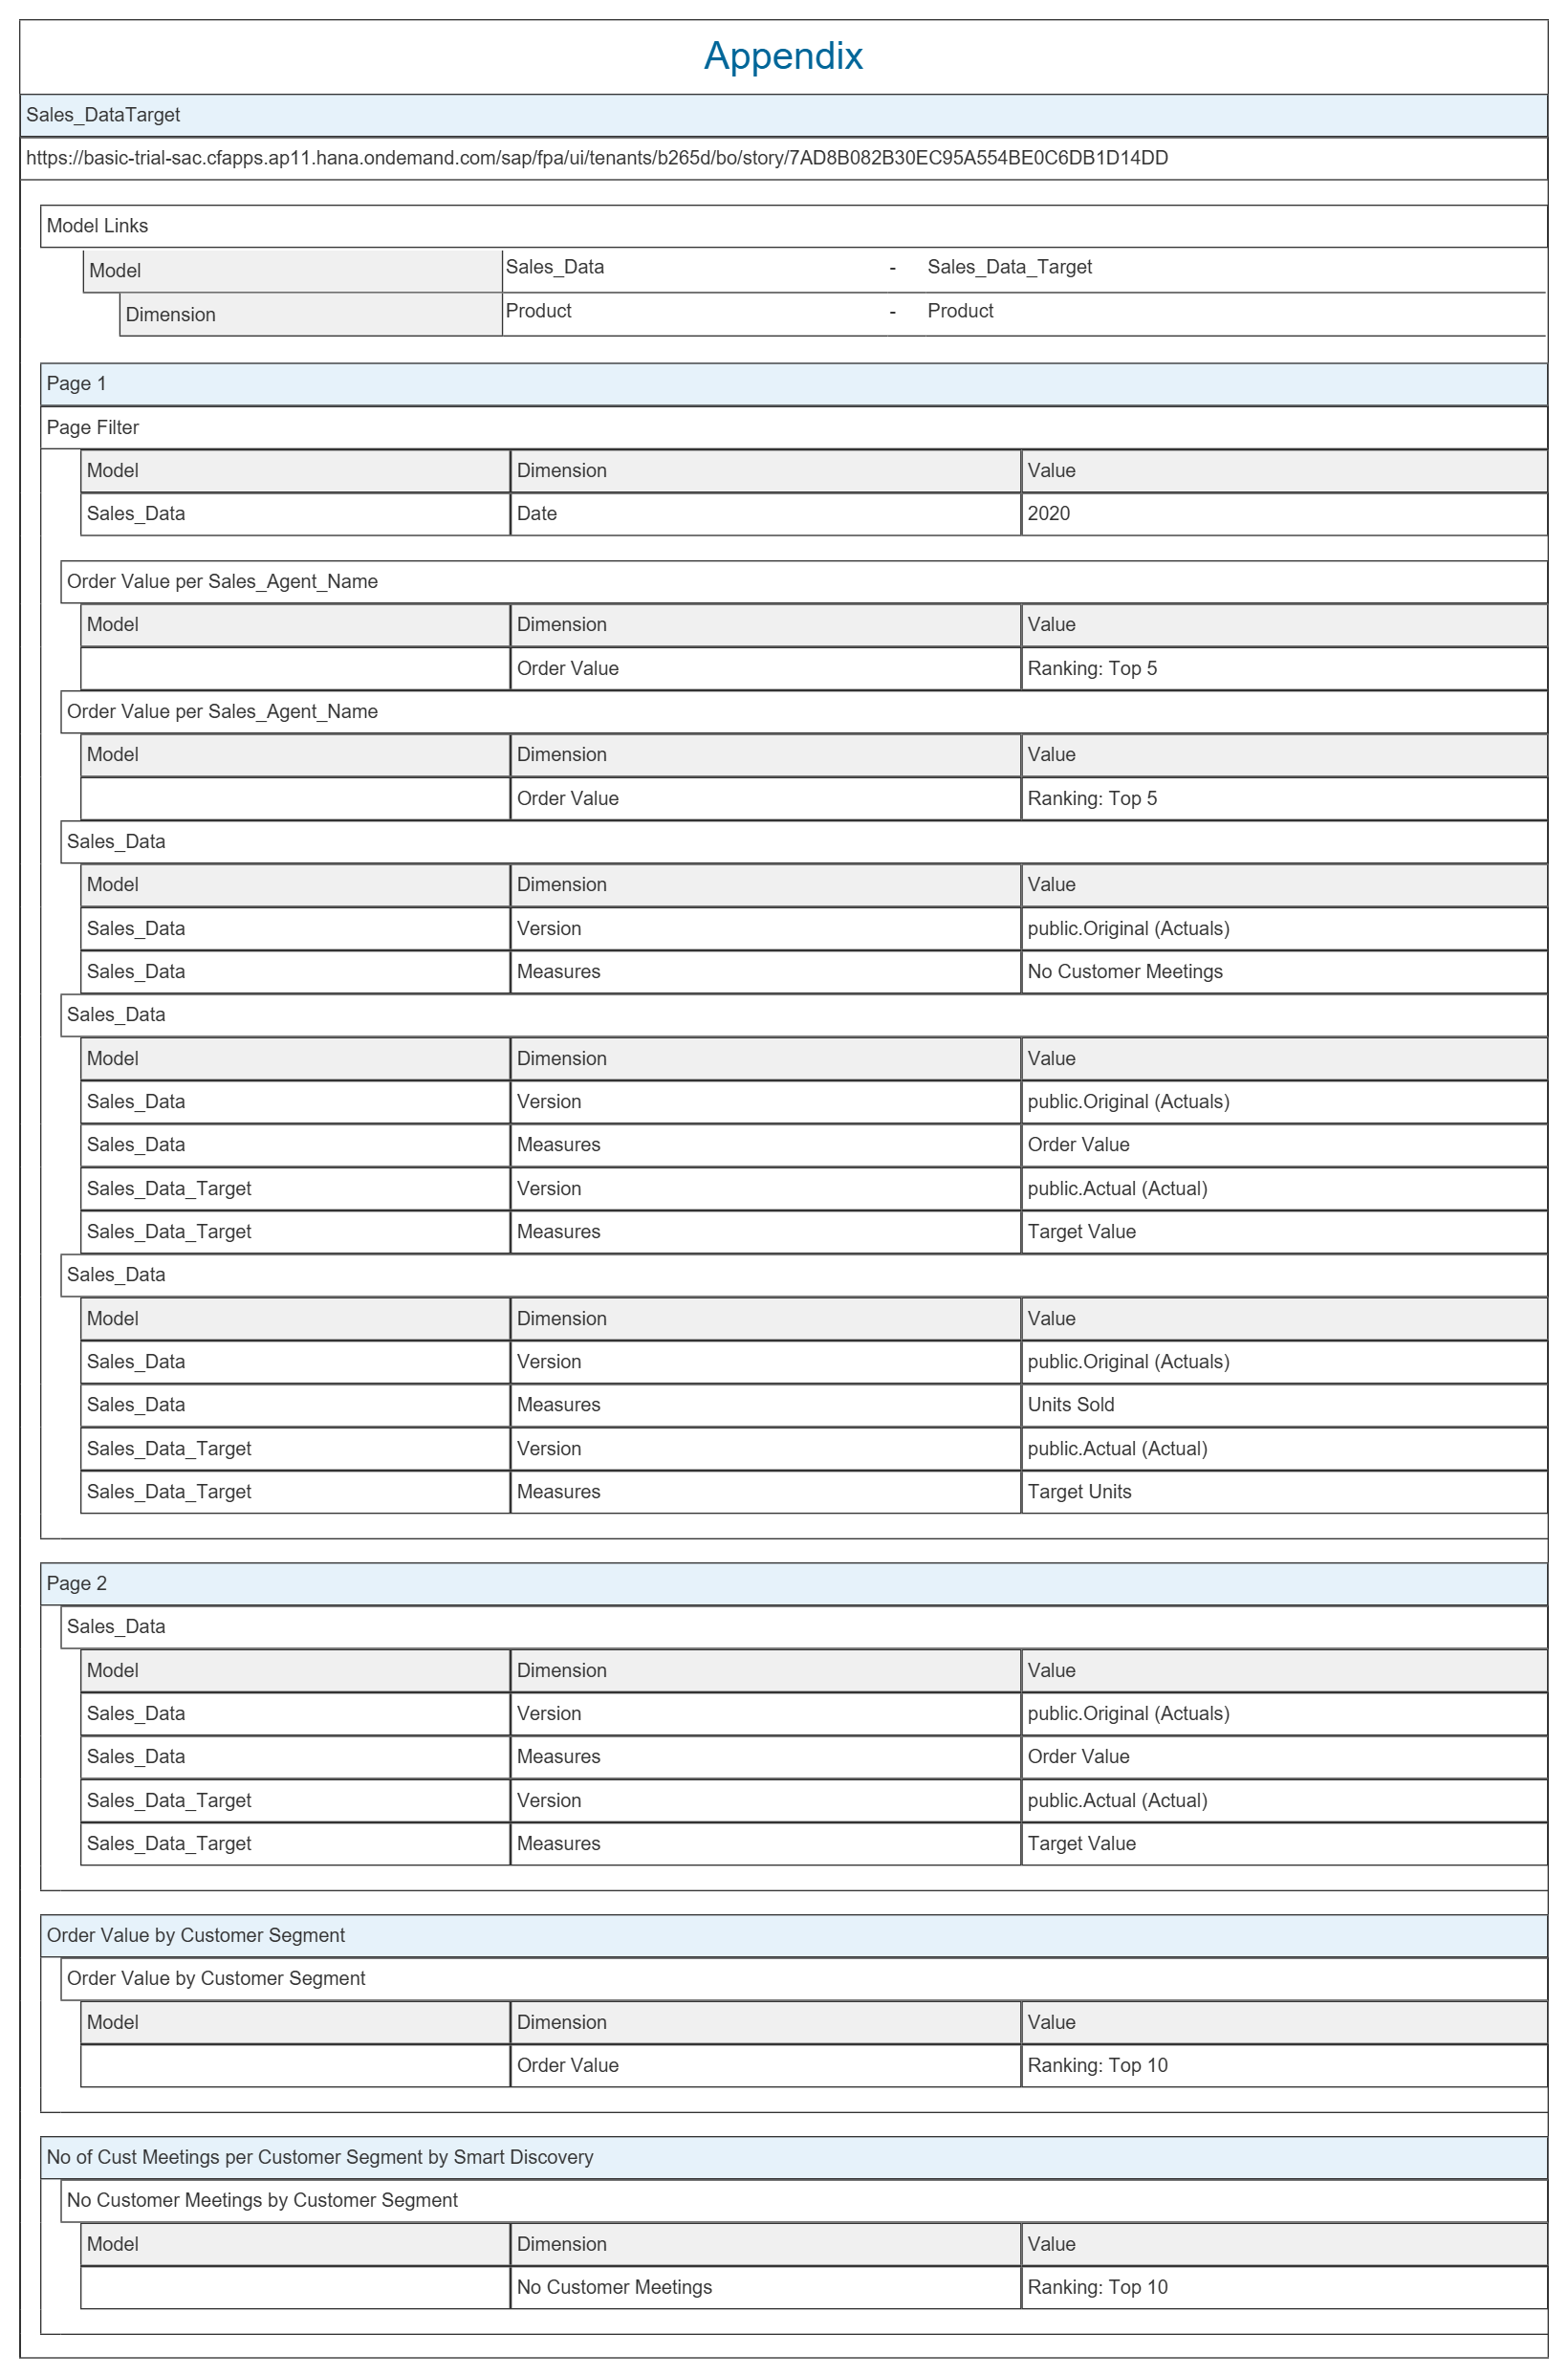 Appendix
Sales_DataTarget
https://basic-trial-sac.cfapps.ap11.hana.ondemand.com/sap/fpa/ui/tenants/b265d/bo/story/7AD8B082B30EC95A554BE0C6DB1D14DD
Model Links
Model Sales_Data - Sales_Data_Target
Dimension Product - Product
Page 1
Page Filter
Model Dimension Value
Sales_Data Date 2020
Order Value per Sales_Agent_Name
Model Dimension Value
Order Value Ranking: Top 5
Order Value per Sales_Agent_Name
Model Dimension Value
Order Value Ranking: Top 5
Sales_Data
Model Dimension Value
Sales_Data Version public.Original (Actuals)
Sales_Data Measures No Customer Meetings
Sales_Data
Model Dimension Value
Sales_Data Version public.Original (Actuals)
Sales_Data Measures Order Value
Sales_Data_Target Version public.Actual (Actual)
Sales_Data_Target Measures Target Value
Sales_Data
Model Dimension Value
Sales_Data Version public.Original (Actuals)
Sales_Data Measures Units Sold
Sales_Data_Target Version public.Actual (Actual)
Sales_Data_Target Measures Target Units
Page 2
Sales_Data
Model Dimension Value
Sales_Data Version public.Original (Actuals)
Sales_Data Measures Order Value
Sales_Data_Target Version public.Actual (Actual)
Sales_Data_Target Measures Target Value
Order Value by Customer Segment
Order Value by Customer Segment
Model Dimension Value
Order Value Ranking: Top 10
No of Cust Meetings per Customer Segment by Smart Discovery
No Customer Meetings by Customer Segment
Model Dimension Value
No Customer Meetings Ranking: Top 10